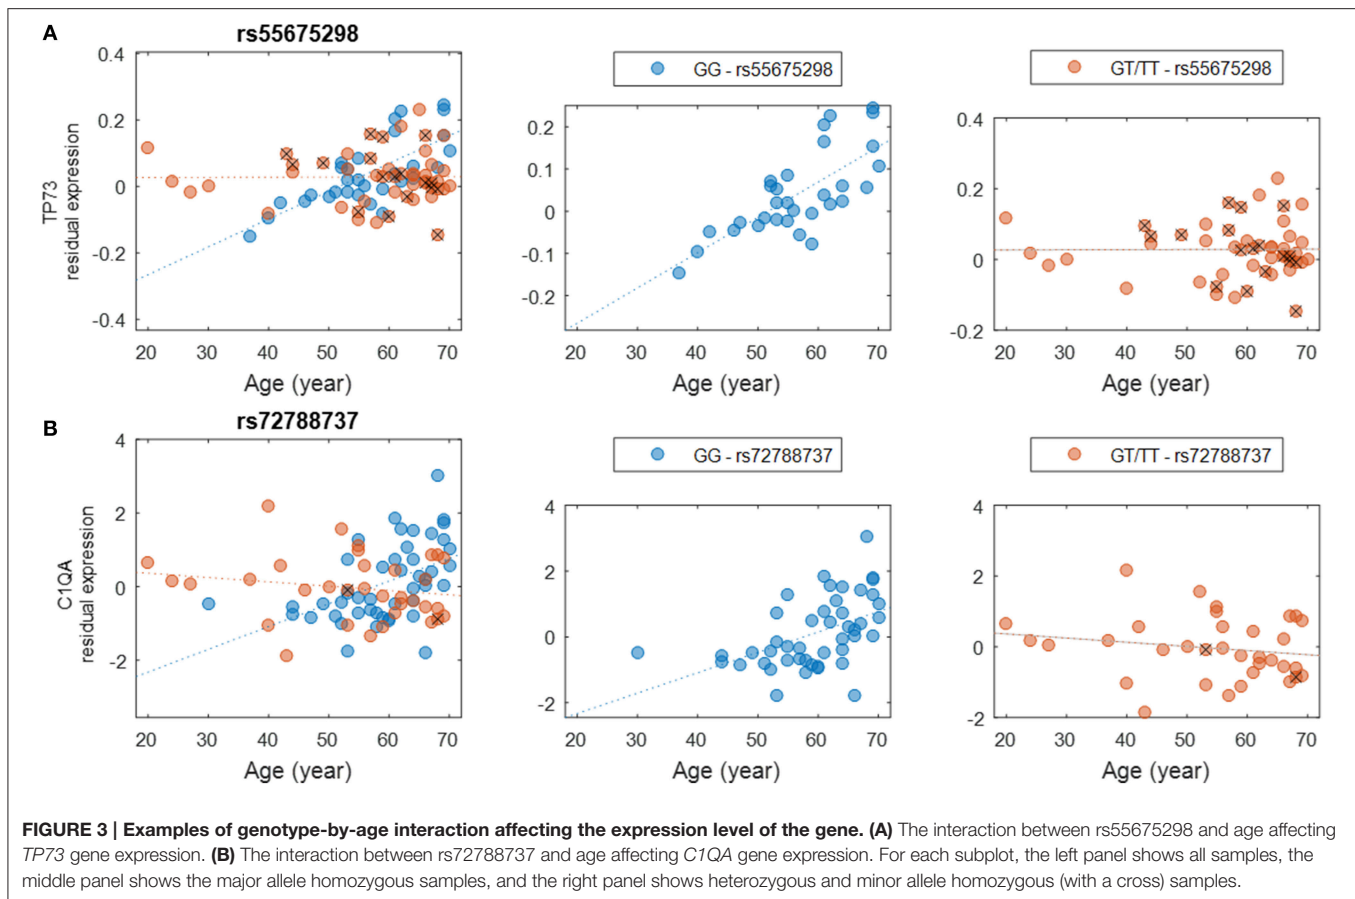 A
rs55675298
GG - rs55675298
GT/TT - rs55675298
TP73
residual expression
0.4
0.2
0
-0.2
-0.4
20 30 40 50 60 70
Age (year)
0.2
0.1
0
-0.1
-0.2
20 30 40 50 60 70
Age (year)
0.4
0.2
0
-0.2
20 30 40 50 60 70
Age (year)
B
rs72788737
GG - rs72788737
GT/TT - rs72788737
C1QA
residual expression
4
2
0
-2
20 30 40 50 60 70
Age (year)
4
2
0
-2
20 30 40 50 60 70
Age (year)
4
2
0
-2
20 30 40 50 60 70
Age (year)
FIGURE 3 | Examples of genotype-by-age interaction affecting the expression level of the gene. (A) The interaction between rs55675298 and age affecting
TP73 gene expression. (B) The interaction between rs72788737 and age affecting C1QA gene expression. For each subplot, the left panel shows all samples, the
middle panel shows the major allele homozygous samples, and the right panel shows heterozygous and minor allele homozygous (with a cross) samples.